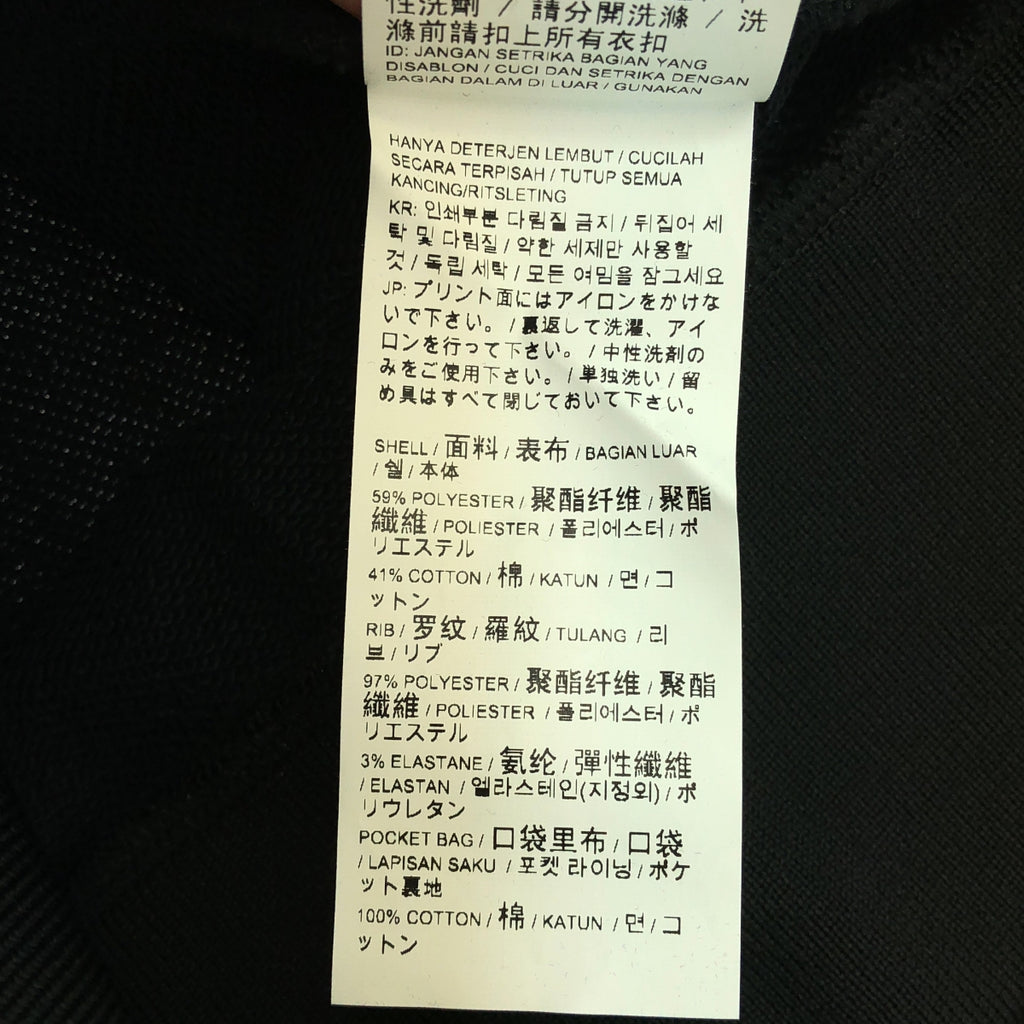 性洗劑 / 請分開洗滌 / 洗
滌前請扣上所有衣扣
ID: JANGAN SETRIKA BAGIAN YANG
DISABLON / CUCI DAN SETRIKA DENGAN
BAGIAN DALAM DI LUAR / GUNAKAN
HANYA DETERJEN LEMBUT / CUCILAH
SECARA TERPISAH / TUTUP SEMUA
KANCING/RITSLETING
KR: 인쇄부분 다림질 금지 / 뒤집어 세
탁 및 다림질 / 약한 세제만 사용할
것 / 독립 세탁 / 모든 여밈을 잠그세요
JP: プリント面にはアイロンをかけな
いで下さい。 / 裏返して洗濯、アイ
ロンを行って下さい。 / 中性洗剤の
みをご使用下さい。 / 単独洗い / 留
め具はすべて閉じておいて下さい。
SHELL / 面料 / 表布 / BAGIAN LUAR
/ 쉘 / 本体
59% POLYESTER / 聚酯纤维 / 聚酯
纖維 / POLIESTER / 폴리에스터 / ポ
リエステル
41% COTTON / 棉 / KATUN / 면 / コ
ットン
RIB / 罗纹 / 羅紋 / TULANG / 리
브 / リブ
97% POLYESTER / 聚酯纤维 / 聚酯
纖維 / POLIESTER / 폴리에스터 / ポ
リエステル
3% ELASTANE / 氨纶 / 彈性纖維
/ ELASTAN / 엘라스테인(지정외) / ポ
リウレタン
POCKET BAG / 口袋里布 / 口袋
/ LAPISAN SAKU / 포켓 라이닝 / ポケ
ット裏地
100% COTTON / 棉 / KATUN / 면 / コ
ットン